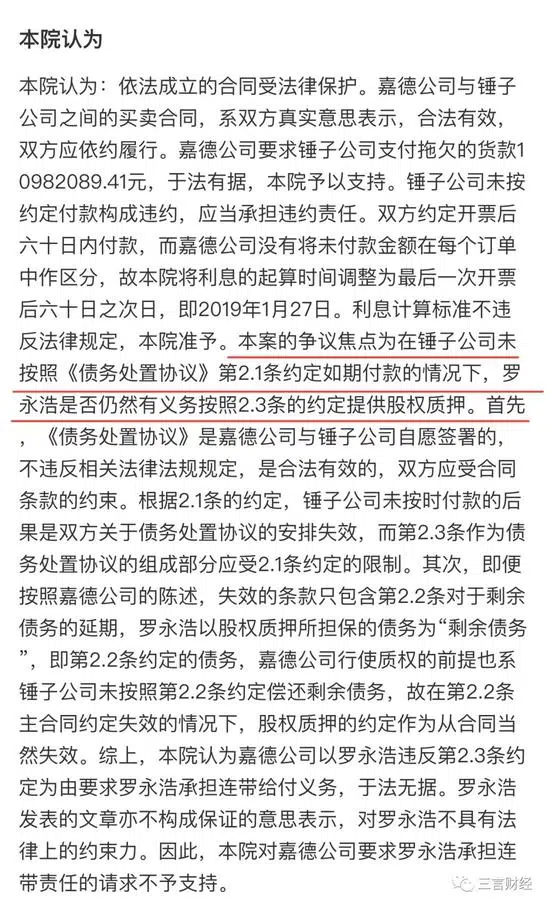 本院认为
本院认为：依法成立的合同受法律保护。嘉德公司与锤子
公司之间的买卖合同，系双方真实意思表示，合法有效，
双方应依约履行。嘉德公司要求锤子公司支付拖欠的货款1
0982089.41元，于法有据，本院予以支持。锤子公司未按
约定付款构成违约，应当承担违约责任。双方约定开票后
六十日内付款，而嘉德公司没有将未付款金额在每个订单
中作区分，故本院将利息的起算时间调整为最后一次开票
后六十日之次日，即2019年1月27日。利息计算标准不违
反法律规定，本院准予。本案的争议焦点为在锤子公司未
按照《债务处置协议》第2.1条约定如期付款的情况下，罗
永浩是否仍然有义务按照2.3条的约定提供股权质押。首先
，《债务处置协议》是嘉德公司与锤子公司自愿签署的，
不违反相关法律法规规定，是合法有效的，双方应受合同
条款的约束。根据2.1条的约定，锤子公司未按时付款的后
果是双方关于债务处置协议的安排失效，而第2.3条作为债
务处置协议的组成部分应受2.1条约定的限制。其次，即便
按照嘉德公司的陈述，失效的条款只包含第2.2条对于剩余
债务的延期，罗永浩以股权质押所担保的债务为“剩余债务
”，即第2.2条约定的债务，嘉德公司行使质权的前提也系
锤子公司未按照第2.2条约定偿还剩余债务，故在第2.2条
主合同约定失效的情况下，股权质押的约定作为从合同当
然失效。综上，本院认为嘉德公司以罗永浩违反第2.3条约
定为由要求罗永浩承担连带给付义务，于法无据。罗永浩
发表的文章亦不构成保证的意思表示，对罗永浩不具有法
律上的约束力。因此，本院对嘉德公司要求罗永浩承担连
带责任的请求不予支持。
三言财经